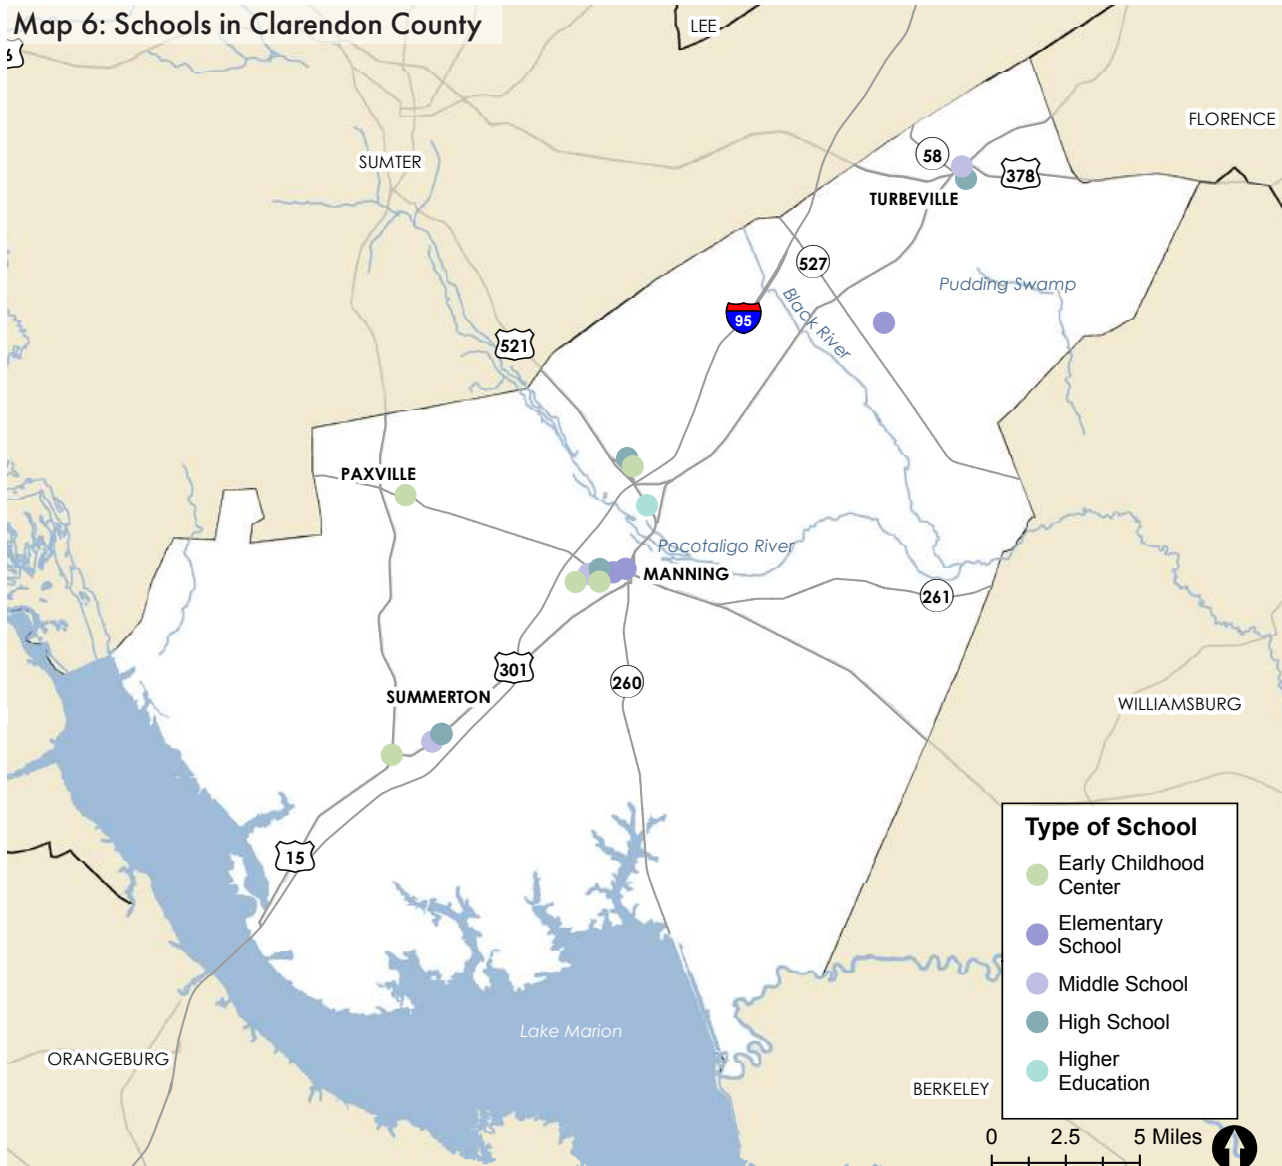 Map 6: Schools in Clarendon County
LEE
FLORENCE
SUMTER
58
378
TURBEVILLE
527
Pudding Swamp
95
Black River
521
PAXVILLE
Pocotaligo River
MANNING
261
301
260
SUMMERTON
WILLIAMSBURG
15
Lake Marion
ORANGEBURG
BERKELEY
Type of School
Early Childhood
Center
Elementary
School
Middle School
High School
Higher
Education
0 2.5 5 Miles